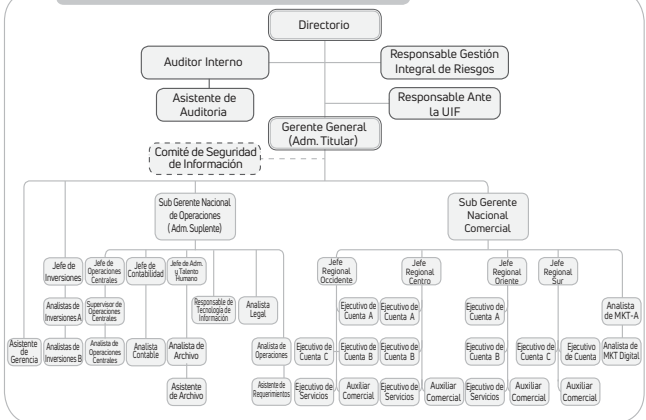 Directorio
Auditor Interno
Responsable Gestión
Integral de Riesgos
Asistente de
Auditoria
Responsable Ante
la UIF
Gerente General
(Adm. Titular)
Comité de Seguridad
de Información
Sub Gerente Nacional
de Operaciones
(Adm. Suplente)
Sub Gerente
Nacional
Comercial
Jefe de
Inversiones
Jefe de
Operaciones
Centrales
Jefe de
Contabilidad
Jefe de Adm.
y Talento
Humano
Jefe
Regional
Occidente
Jefe
Regional
Centro
Jefe
Regional
Oriente
Jefe
Regional
Sur
Analistas de
Inversiones A
Supervisor de
Operaciones
Centrales
Responsable de
Tecnología de
Información
Analista
Legal
Ejecutivo de
Cuenta A
Ejecutivo de
Cuenta A
Ejecutivo de
Cuenta A
Analista
de MKT-A
Asistente
de
Gerencia
Analistas de
Inversiones B
Analista de
Operaciones
Centrales
Analista
Contable
Analista de
Archivo
Analista de
Operaciones
Ejecutivo de
Cuenta C
Ejecutivo de
Cuenta B
Ejecutivo de
Cuenta B
Ejecutivo de
Cuenta B
Ejecutivo de
Cuenta C
Ejecutivo
de Cuenta
Analista de
MKT Digital
Asistente
de Archivo
Asistente de
Requerimientos
Ejecutivo de
Servicios
Auxiliar
Comercial
Ejecutivo de
Servicios
Auxiliar
Comercial
Ejecutivo de
Servicios
Auxiliar
Comercial
Auxiliar
Comercial